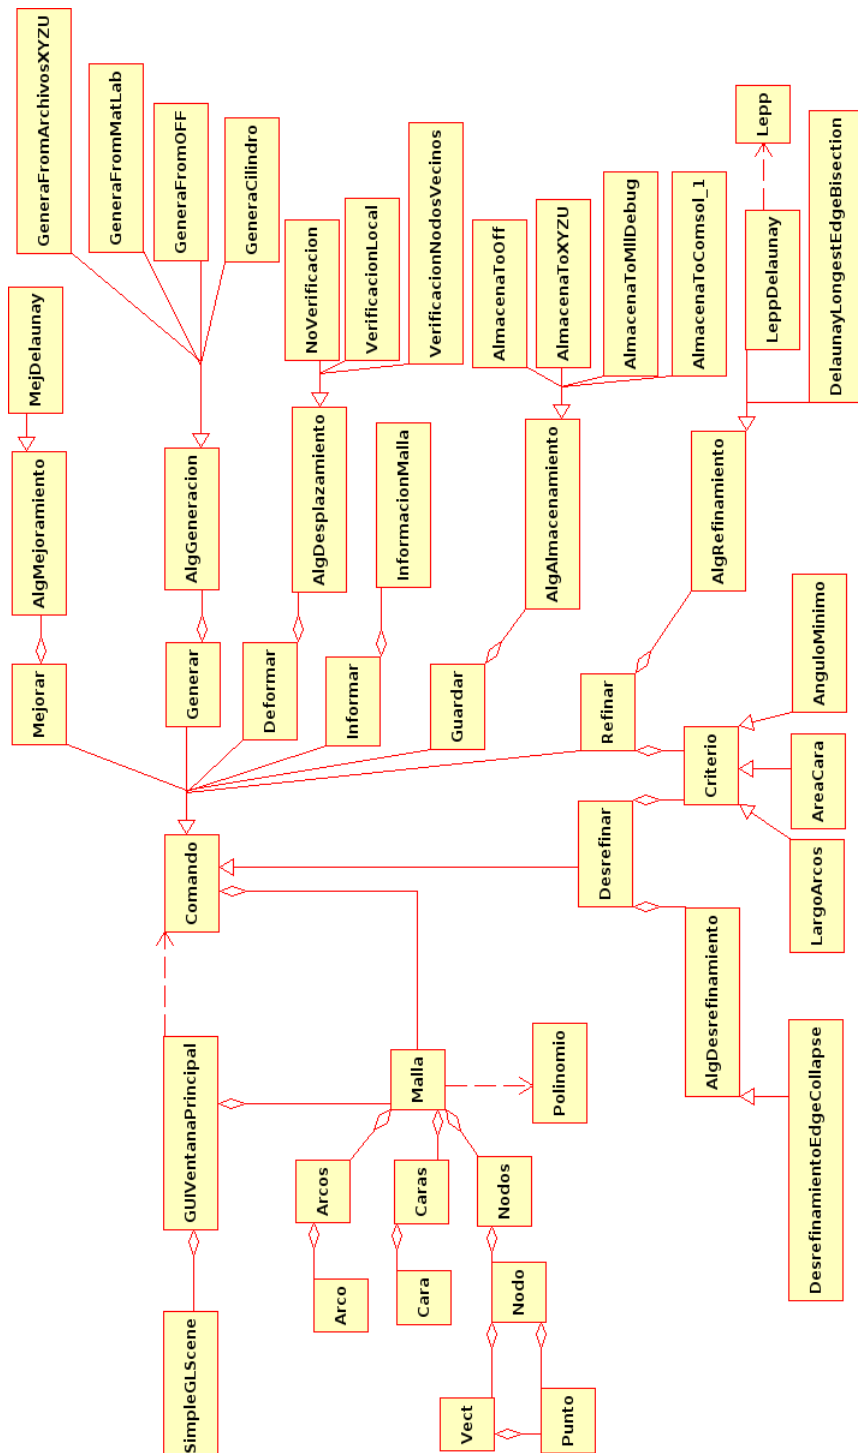 GeneraFromArchivosXYZU
GeneraFromMatLab
GeneraFromOFF
GeneraCilindro
MejDelaunay
NoVerificacion
VerificacionLocal
VerificacionNodosVecinos
AlmacenaToOff
AlmacenaToXYZU
AlmacenaToMllDebug
AlmacenaToComsol_1
Lepp
LeppDelaunay
DelaunayLongestEdgeBisection
AlgMejoramiento
AlgGeneracion
AlgDesplazamiento
InformacionMalla
AlgAlmacenamiento
AlgRefinamiento
Mejorar
Generar
Deformar
Informar
Guardar
Refinar
Criterio
AnguloMinimo
AreaCara
LargoArcos
Comando
Desrefinar
AlgDesrefinamiento
DesrefinamientoEdgeCollapse
GUIVentanaPrincipal
Malla
Polinomio
Arcos
Caras
Nodos
SimpleGLScene
Arco
Cara
Nodo
Vect
Punto